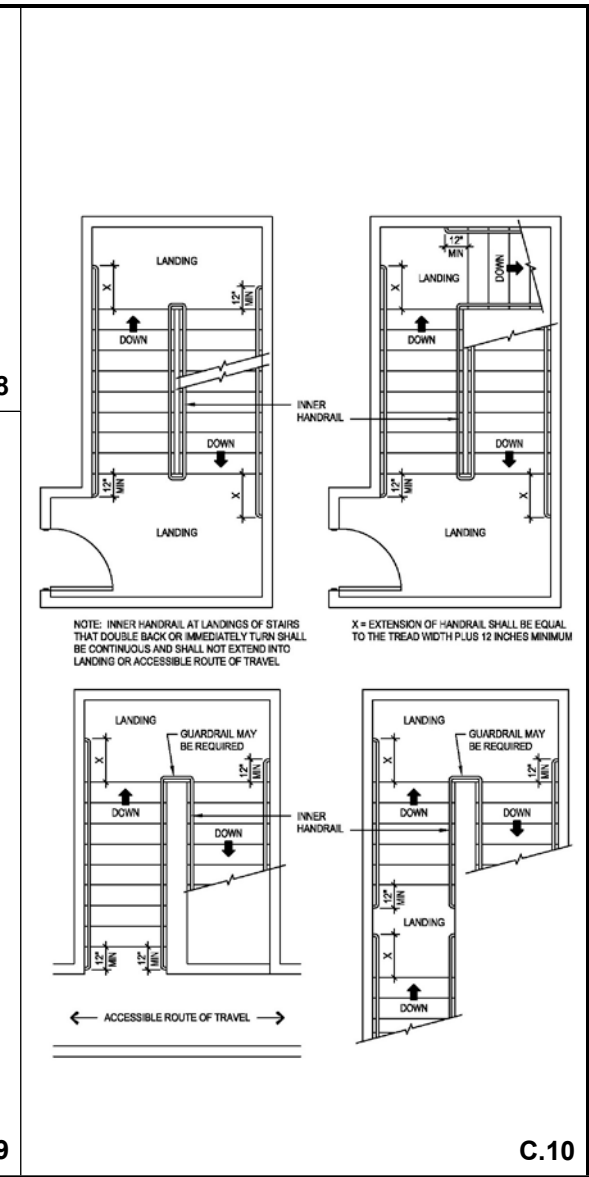 LANDING
X
12"
MIN
DOWN
DOWN
12"
MIN
X
LANDING
12"
MIN
LANDING
DOWN
X
DOWN
DOWN
12"
MIN
X
LANDING
INNER
HANDRAIL
8
NOTE: INNER HANDRAIL AT LANDINGS OF STAIRS
THAT DOUBLE BACK OR IMMEDIATELY TURN SHALL
BE CONTINUOUS AND SHALL NOT EXTEND INTO
LANDING OR ACCESSIBLE ROUTE OF TRAVEL
X = EXTENSION OF HANDRAIL SHALL BE EQUAL
TO THE TREAD WIDTH PLUS 12 INCHES MINIMUM
LANDING
GUARDRAIL MAY
BE REQUIRED
X
12"
MIN
DOWN
DOWN
12"
MIN
12"
MIN
ACCESSIBLE ROUTE OF TRAVEL
INNER
HANDRAIL
LANDING
GUARDRAIL MAY
BE REQUIRED
X
12"
MIN
DOWN
DOWN
12"
MIN
LANDING
X
DOWN
9
C.10